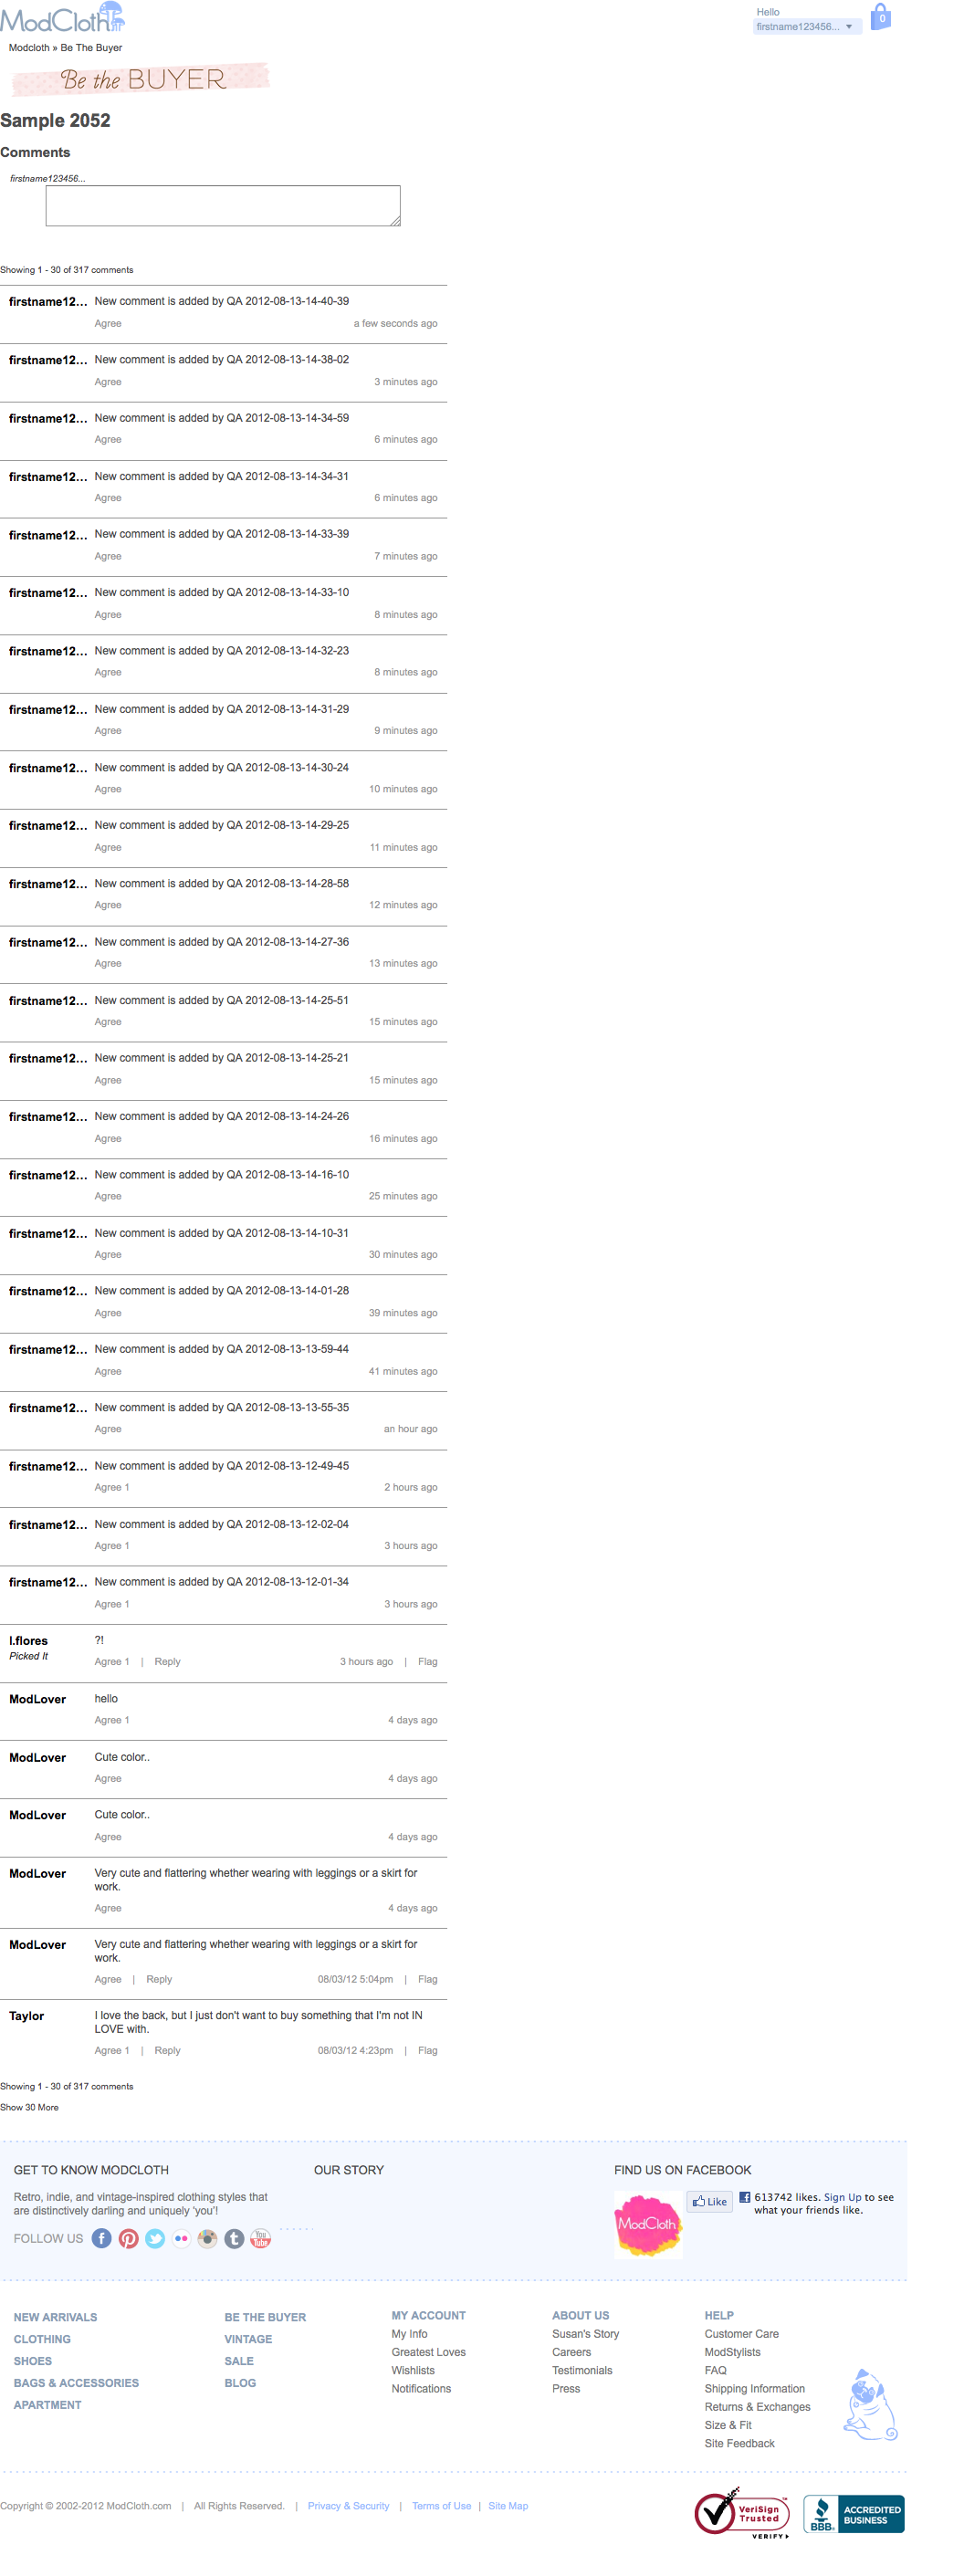 ModCloth
Hello
firstname123456...
0
Modcloth » Be The Buyer
Be the BUYER
Sample 2052
Comments
firstname123456...
Showing 1 - 30 of 317 comments
firstname12... New comment is added by QA 2012-08-13-14-40-39
Agree a few seconds ago
firstname12... New comment is added by QA 2012-08-13-14-38-02
Agree 3 minutes ago
firstname12... New comment is added by QA 2012-08-13-14-34-59
Agree 6 minutes ago
firstname12... New comment is added by QA 2012-08-13-14-34-31
Agree 6 minutes ago
firstname12... New comment is added by QA 2012-08-13-14-33-39
Agree 7 minutes ago
firstname12... New comment is added by QA 2012-08-13-14-33-10
Agree 8 minutes ago
firstname12... New comment is added by QA 2012-08-13-14-32-23
Agree 8 minutes ago
firstname12... New comment is added by QA 2012-08-13-14-31-29
Agree 9 minutes ago
firstname12... New comment is added by QA 2012-08-13-14-30-24
Agree 10 minutes ago
firstname12... New comment is added by QA 2012-08-13-14-29-25
Agree 11 minutes ago
firstname12... New comment is added by QA 2012-08-13-14-28-58
Agree 12 minutes ago
firstname12... New comment is added by QA 2012-08-13-14-27-36
Agree 13 minutes ago
firstname12... New comment is added by QA 2012-08-13-14-25-51
Agree 15 minutes ago
firstname12... New comment is added by QA 2012-08-13-14-25-21
Agree 15 minutes ago
firstname12... New comment is added by QA 2012-08-13-14-24-26
Agree 16 minutes ago
firstname12... New comment is added by QA 2012-08-13-14-16-10
Agree 25 minutes ago
firstname12... New comment is added by QA 2012-08-13-14-10-31
Agree 30 minutes ago
firstname12... New comment is added by QA 2012-08-13-14-01-28
Agree 39 minutes ago
firstname12... New comment is added by QA 2012-08-13-13-59-44
Agree 41 minutes ago
firstname12... New comment is added by QA 2012-08-13-13-55-35
Agree an hour ago
firstname12... New comment is added by QA 2012-08-13-12-49-45
Agree 1 2 hours ago
firstname12... New comment is added by QA 2012-08-13-12-02-04
Agree 1 3 hours ago
firstname12... New comment is added by QA 2012-08-13-12-01-34
Agree 1 3 hours ago
l.flores ?!
Picked It
Agree 1 | Reply 3 hours ago | Flag
ModLover hello
Agree 1 4 days ago
ModLover Cute color..
Agree 4 days ago
ModLover Cute color..
Agree 4 days ago
ModLover Very cute and flattering whether wearing with leggings or a skirt for
work.
Agree 4 days ago
ModLover Very cute and flattering whether wearing with leggings or a skirt for
work.
Agree | Reply 08/03/12 5:04pm | Flag
Taylor I love the back, but I just don't want to buy something that I'm not IN
LOVE with.
Agree 1 | Reply 08/03/12 4:23pm | Flag
Showing 1 - 30 of 317 comments
Show 30 More
GET TO KNOW MODCLOTH
Retro, indie, and vintage-inspired clothing styles that
are distinctively darling and uniquely 'you'!
FOLLOW US
You
Tube
OUR STORY
FIND US ON FACEBOOK
ModCloth
Like
613742 likes. Sign Up to see
what your friends like.
NEW ARRIVALS
CLOTHING
SHOES
BAGS & ACCESSORIES
APARTMENT
BE THE BUYER
VINTAGE
SALE
BLOG
MY ACCOUNT
My Info
Greatest Loves
Wishlists
Notifications
ABOUT US
Susan's Story
Careers
Testimonials
Press
HELP
Customer Care
ModStylists
FAQ
Shipping Information
Returns & Exchanges
Size & Fit
Site Feedback
Copyright © 2002-2012 ModCloth.com | All Rights Reserved. | Privacy & Security | Terms of Use | Site Map
VeriSign
Trusted
VERIFY
BBB.
ACCREDITED
BUSINESS